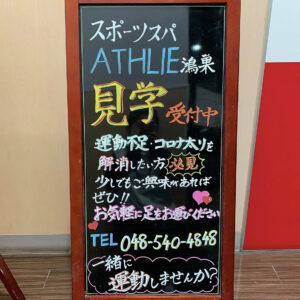 スポーツスパ
ATHLIE 鴻巣
見学 受付中
運動不足・コロナ太りを
解消したい方 必見
少しでもご興味があれば
ぜひ!!
お気軽に足をお運びください
TEL 048-540-4848
一緒に
運動しませんか?